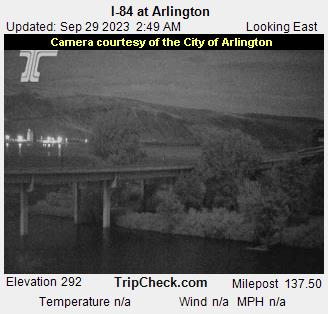 I-84 at Arlington
Updated: Sep 29 2023 2:49 AM Looking East
Camera courtesy of the City of Arlington
Elevation 292 TripCheck.com Milepost 137.50
Temperature n/a Wind n/a MPH n/a